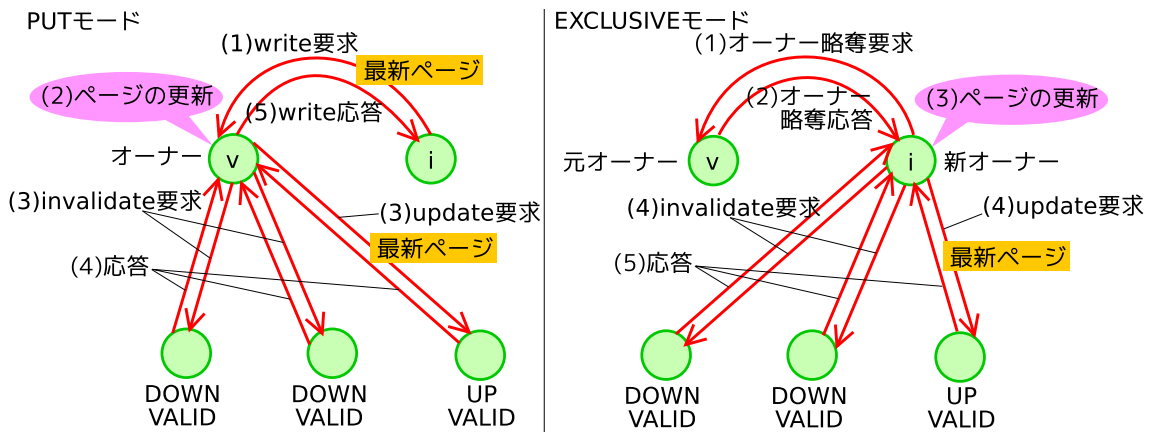 PUTモード
(1)write要求
最新ページ
(2)ページの更新
(5)write応答
オーナー
v
i
(3)invalidate要求
(3)update要求
最新ページ
(4)応答
DOWN
VALID
DOWN
VALID
UP
VALID
EXCLUSIVEモード
(1)オーナー略奪要求
(2)オーナー
略奪応答
(3)ページの更新
元オーナー
v
i
新オーナー
(4)invalidate要求
(4)update要求
最新ページ
(5)応答
DOWN
VALID
DOWN
VALID
UP
VALID